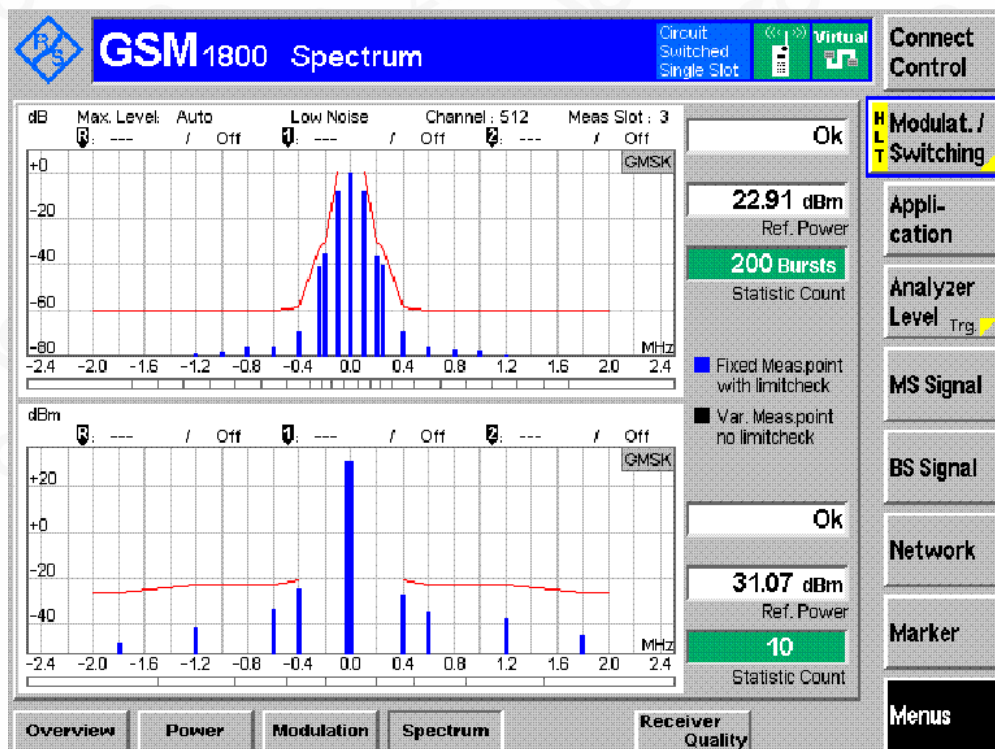 R/S
GSM 1800 Spectrum
Circuit
Switched
Single Slot
Virtual
Connect
Control
dB Max. Level: Auto Low Noise Channel : 512 Meas Slot : 3
R: --- / Off 1: --- / Off 2: --- / Off
GMSK
+0
-20
-40
-60
-80
MHz
-2.4 -2.0 -1.6 -1.2 -0.8 -0.4 0.0 0.4 0.8 1.2 1.6 2.0 2.4
Ok
22.91 dBm
Ref. Power
200 Bursts
Statistic Count
Fixed Meas.point
with limitcheck
Var. Meas.point
no limitcheck
dBm
R: --- / Off 1: --- / Off 2: --- / Off
GMSK
+20
+0
-20
-40
MHz
-2.4 -2.0 -1.6 -1.2 -0.8 -0.4 0.0 0.4 0.8 1.2 1.6 2.0 2.4
Ok
31.07 dBm
Ref. Power
10
Statistic Count
HLT
Modulat. /
Switching
Appli-
cation
Analyzer
Level Trg.
MS Signal
BS Signal
Network
Marker
Menus
Overview
Power
Modulation
Spectrum
Receiver
Quality